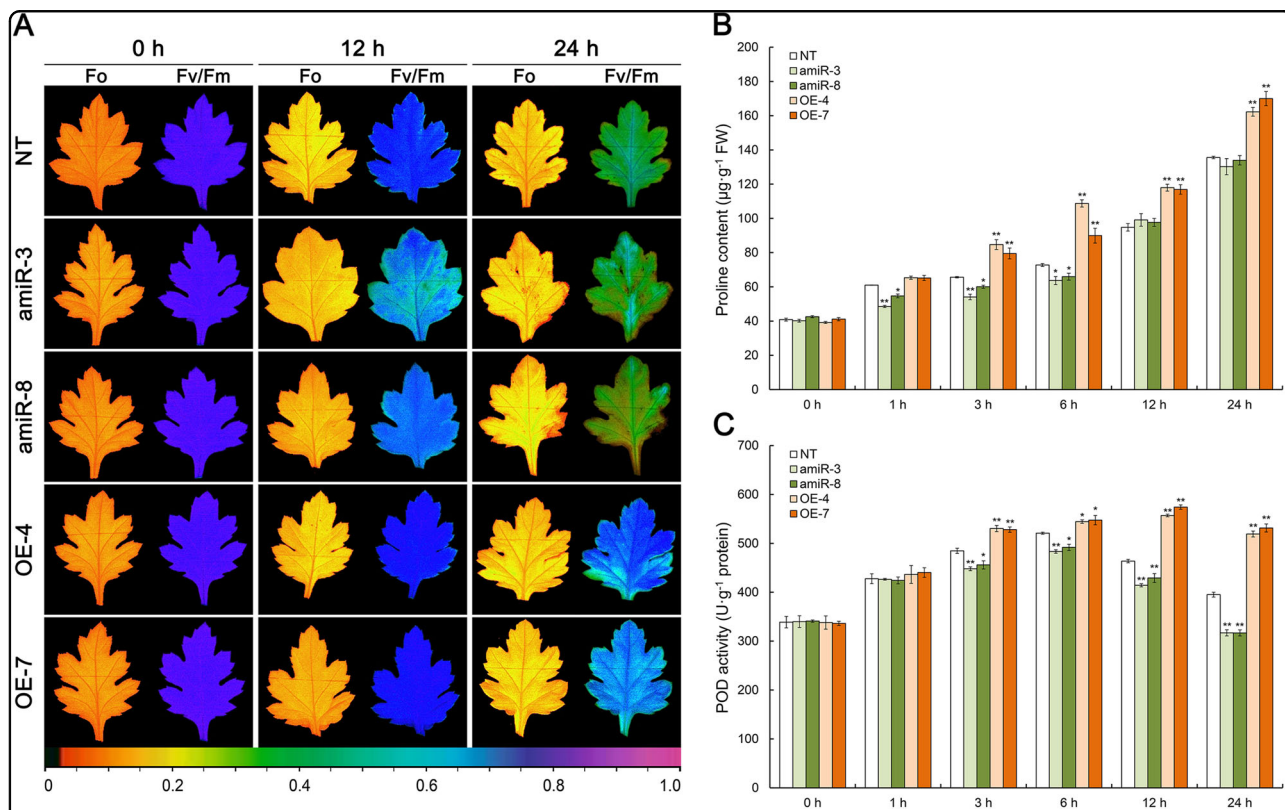 A
0 h
12 h
24 h
Fo
Fv/Fm
Fo
Fv/Fm
Fo
Fv/Fm
NT
amiR-3
amiR-8
OE-4
OE-7
0
0.2
0.4
0.6
0.8
1.0
B
Proline content (μg·g⁻¹ FW)
200
180
160
140
120
100
80
60
40
20
0
NT
amiR-3
amiR-8
OE-4
OE-7
** *
** * ** **
* * ** **
** **
** **
0 h
1 h
3 h
6 h
12 h
24 h
C
POD activity (U·g⁻¹ protein)
700
600
500
400
300
200
100
0
NT
amiR-3
amiR-8
OE-4
OE-7
** * ** **
** * * *
** ** ** **
** ** ** **
0 h
1 h
3 h
6 h
12 h
24 h